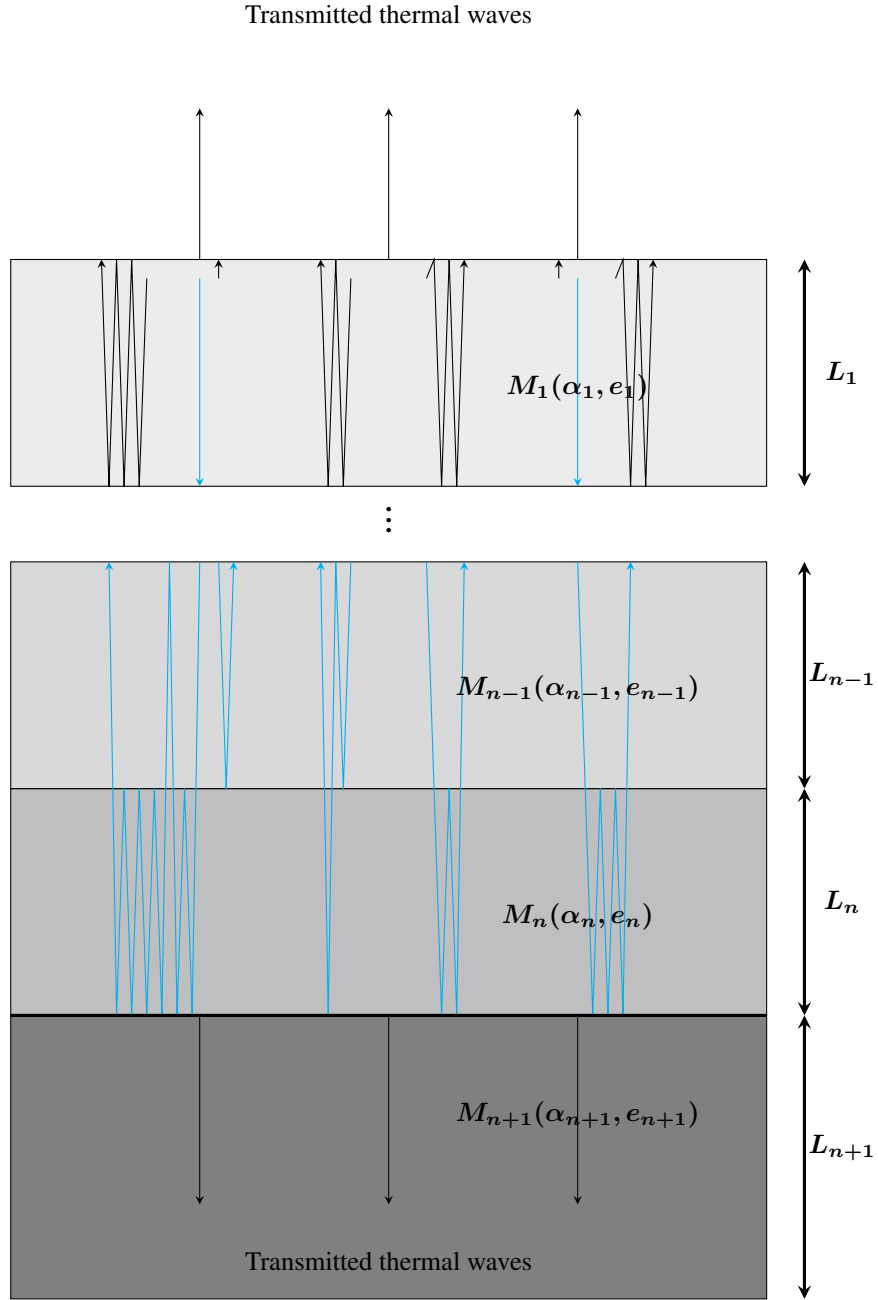 Transmitted thermal waves
M₁(α₁, e₁)
L₁
⋮
Mₙ₋₁(αₙ₋₁, eₙ₋₁)
Lₙ₋₁
Mₙ(αₙ, eₙ)
Lₙ
Mₙ₊₁(αₙ₊₁, eₙ₊₁)
Lₙ₊₁
Transmitted thermal waves